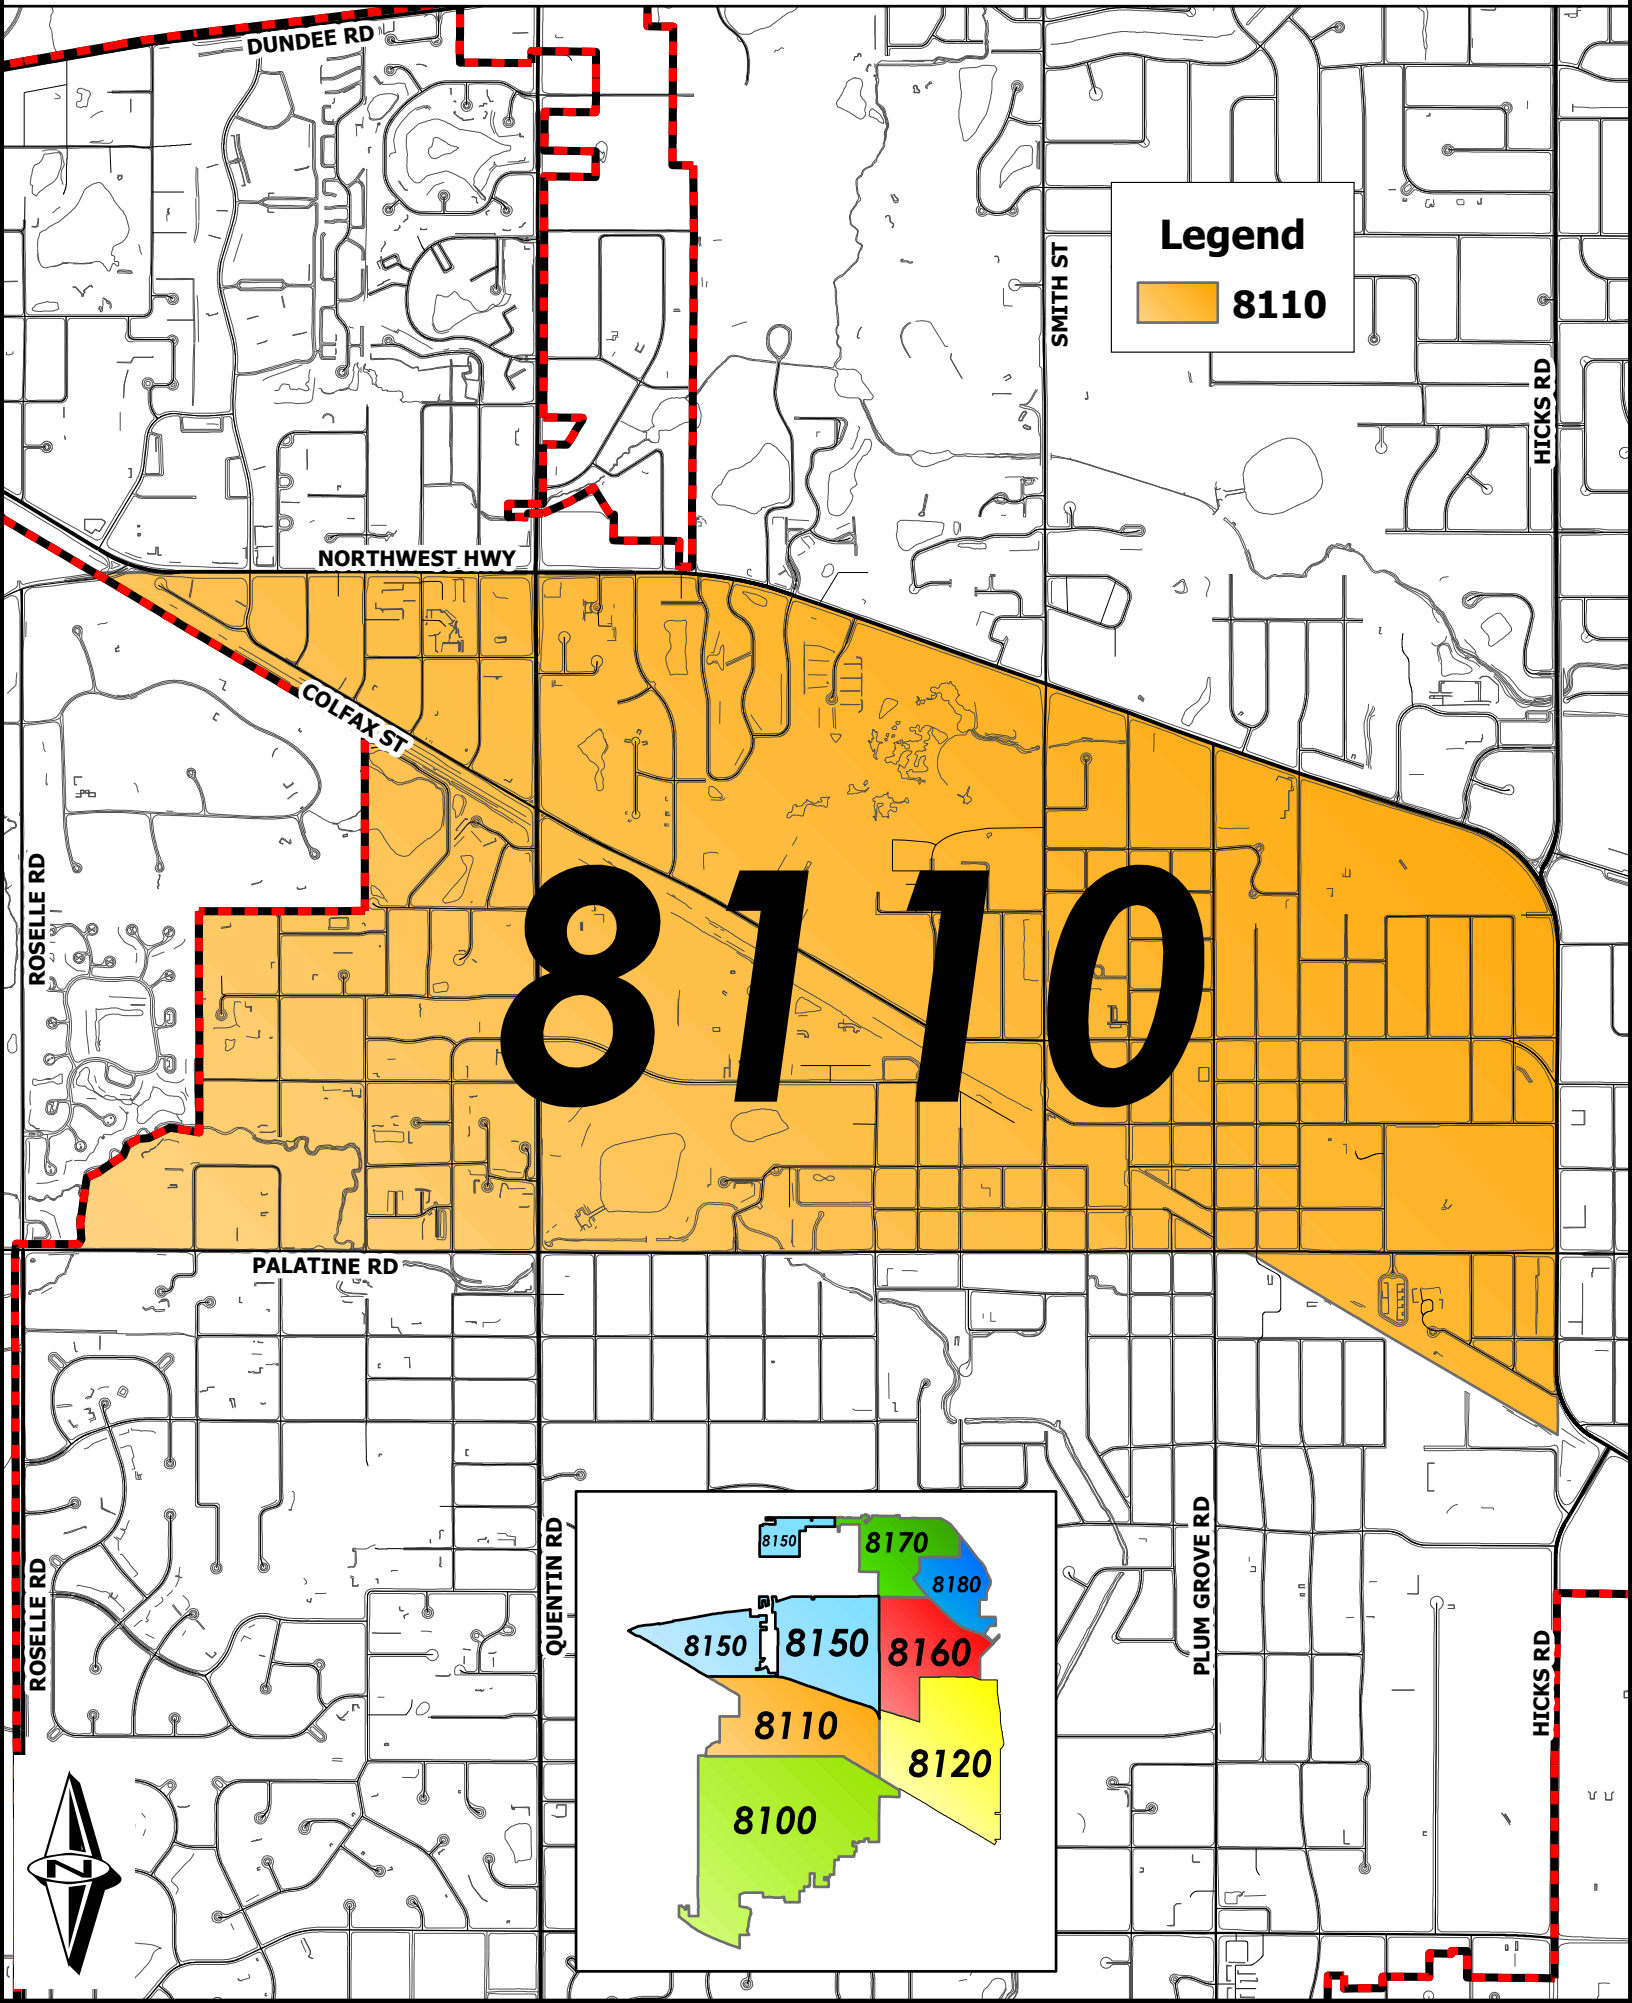 DUNDEE RD
SMITH ST
Legend
8110
HICKS RD
NORTHWEST HWY
COLFAX ST
ROSELLE RD
8110
PALATINE RD
QUENTIN RD
PLUM GROVE RD
ROSELLE RD
HICKS RD
8150
8170
8180
8150
8150
8160
8110
8120
8100
N